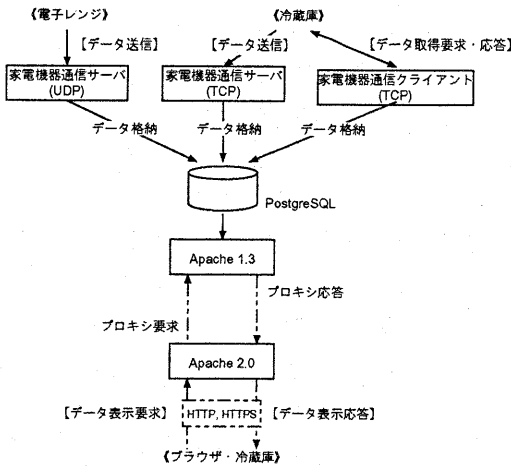 《電子レンジ》
《冷蔵庫》
【データ送信】
【データ送信】
【データ取得要求・応答】
家電機器通信サーバ
(UDP)
家電機器通信サーバ
(TCP)
家電機器通信クライアント
(TCP)
データ格納
データ格納
データ格納
PostgreSQL
Apache 1.3
プロキシ応答
プロキシ要求
Apache 2.0
【データ表示要求】
HTTP, HTTPS
【データ表示応答】
《ブラウザ・冷蔵庫》